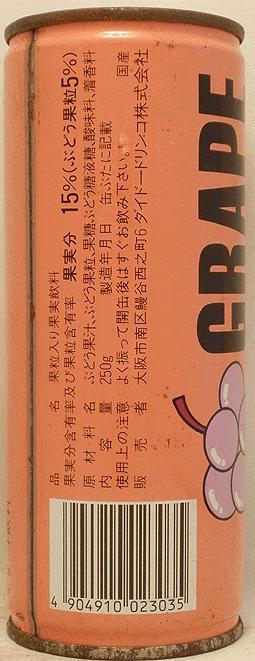 品名 果粒入り果実飲料
果実分含有率及び果粒含有率 果実分 15%(ぶどう果粒5%)
原材料名 ぶどう果汁、ぶどう果粒、果糖ぶどう糖液糖、酸味料、着香料
内容量 250g 製造年月日 缶ぶたに記載 国産
使用上の注意 よく振って開缶後はすぐお飲み下さい。
販売者 大阪市南区鰻谷西之町6 ダイドードリンコ株式会社
4 904910 023035
GRAPE